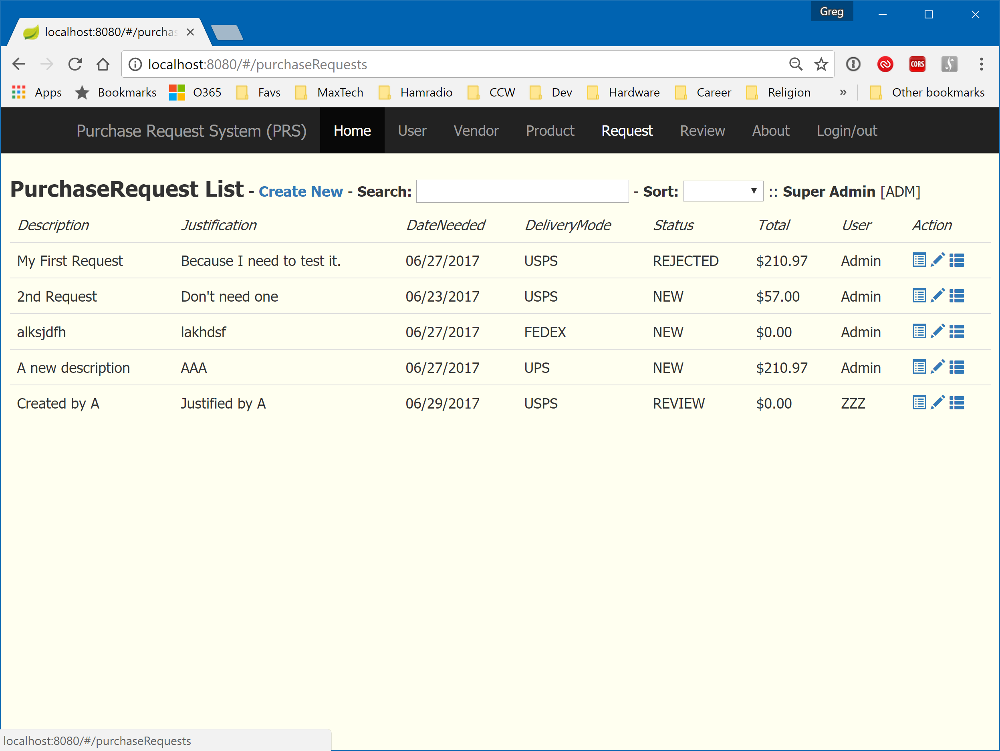 Greg
localhost:8080/#/purchas
localhost:8080/#/purchaseRequests
CORS
Apps Bookmarks O365 Favs MaxTech Hamradio CCW Dev Hardware Career Religion » Other bookmarks
Purchase Request System (PRS) Home User Vendor Product Request Review About Login/out
PurchaseRequest List - Create New - Search: - Sort: :: Super Admin [ADM]
Description Justification DateNeeded DeliveryMode Status Total User Action
My First Request Because I need to test it. 06/27/2017 USPS REJECTED $210.97 Admin
2nd Request Don't need one 06/23/2017 USPS NEW $57.00 Admin
alksjdfh lakhdsf 06/27/2017 FEDEX NEW $0.00 Admin
A new description AAA 06/27/2017 UPS NEW $210.97 Admin
Created by A Justified by A 06/29/2017 USPS REVIEW $0.00 ZZZ
localhost:8080/#/purchaseRequests